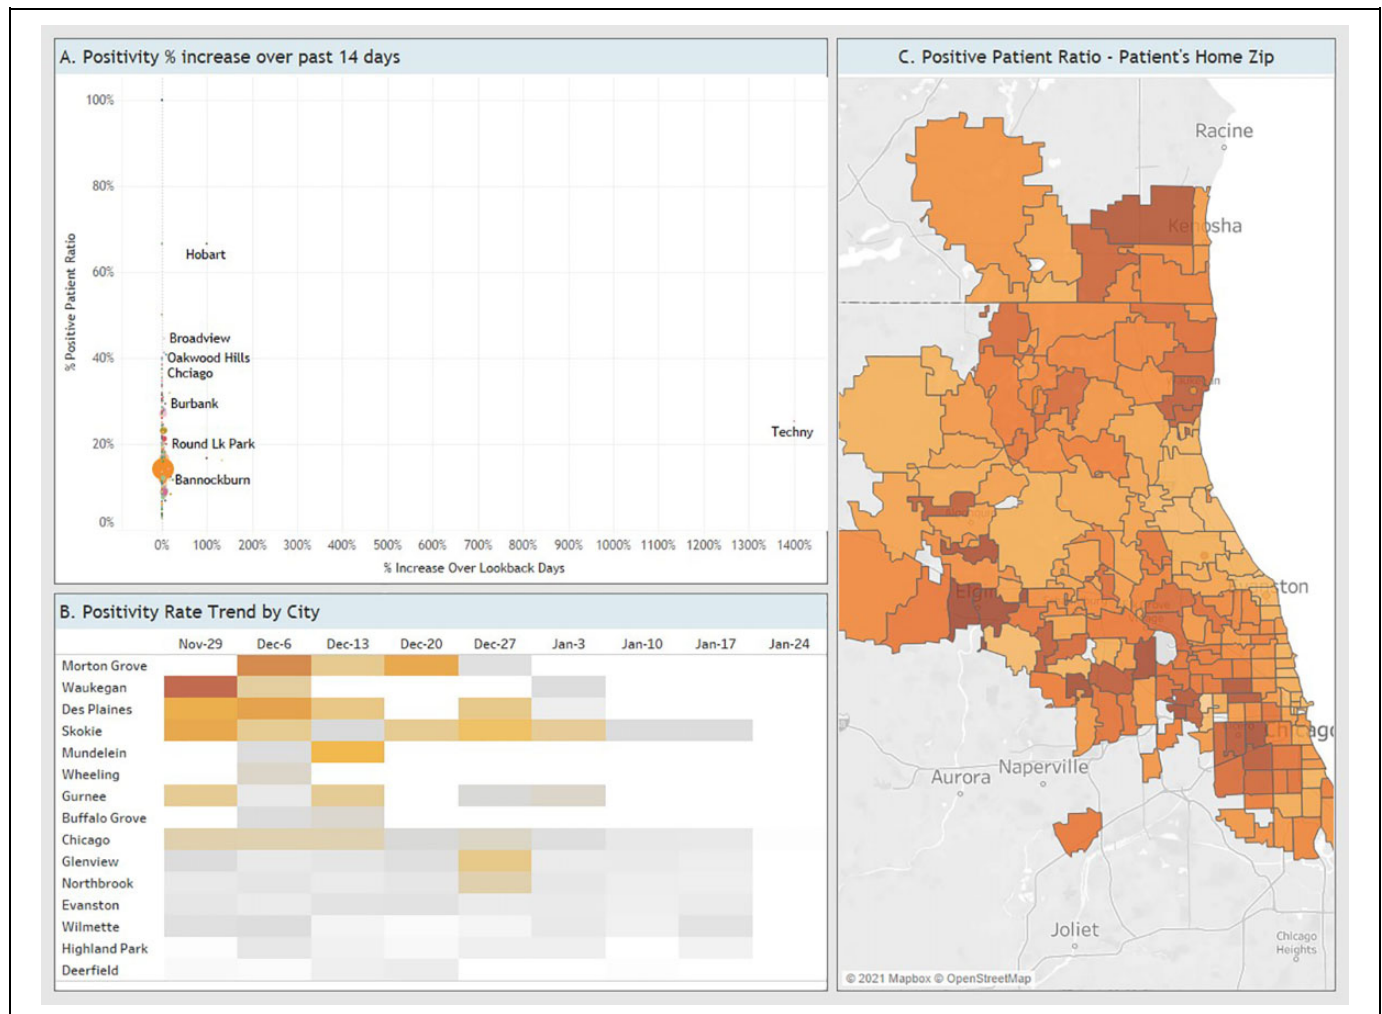 A. Positivity % increase over past 14 days
% Positive Patient Ratio
100%
80%
60%
40%
20%
0%
Hobart
Broadview
Oakwood Hills
Chciago
Burbank
Round Lk Park
Bannockburn
Techny
0% 100% 200% 300% 400% 500% 600% 700% 800% 900% 1000% 1100% 1200% 1300% 1400%
% Increase Over Lookback Days
B. Positivity Rate Trend by City
Nov-29 Dec-6 Dec-13 Dec-20 Dec-27 Jan-3 Jan-10 Jan-17 Jan-24
Morton Grove
Waukegan
Des Plaines
Skokie
Mundelein
Wheeling
Gurnee
Buffalo Grove
Chicago
Glenview
Northbrook
Evanston
Wilmette
Highland Park
Deerfield
C. Positive Patient Ratio - Patient's Home Zip
Racine
Kenosha
Waukegan
Elgin
Evanston
Chicago
Aurora
Naperville
Joliet
Chicago
Heights
© 2021 Mapbox © OpenStreetMap